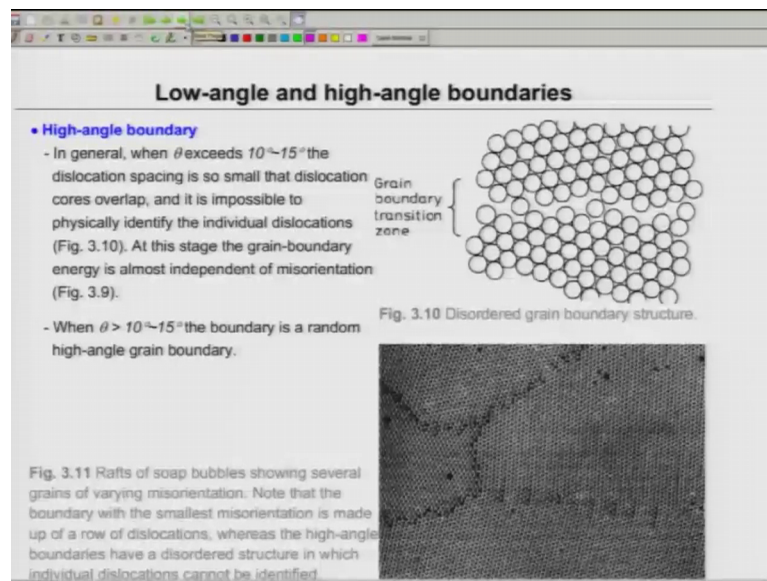 Low-angle and high-angle boundaries
• High-angle boundary
- In general, when θ exceeds 10°~15° the
dislocation spacing is so small that dislocation
cores overlap, and it is impossible to
physically identify the individual dislocations
(Fig. 3.10). At this stage the grain-boundary
energy is almost independent of misorientation
(Fig. 3.9).
- When θ > 10°~15° the boundary is a random
high-angle grain boundary.
Grain
boundary
transition
zone
Fig. 3.10 Disordered grain boundary structure.
Fig. 3.11 Rafts of soap bubbles showing several
grains of varying misorientation. Note that the
boundary with the smallest misorientation is made
up of a row of dislocations, whereas the high-angle
boundaries have a disordered structure in which
individual dislocations cannot be identified.